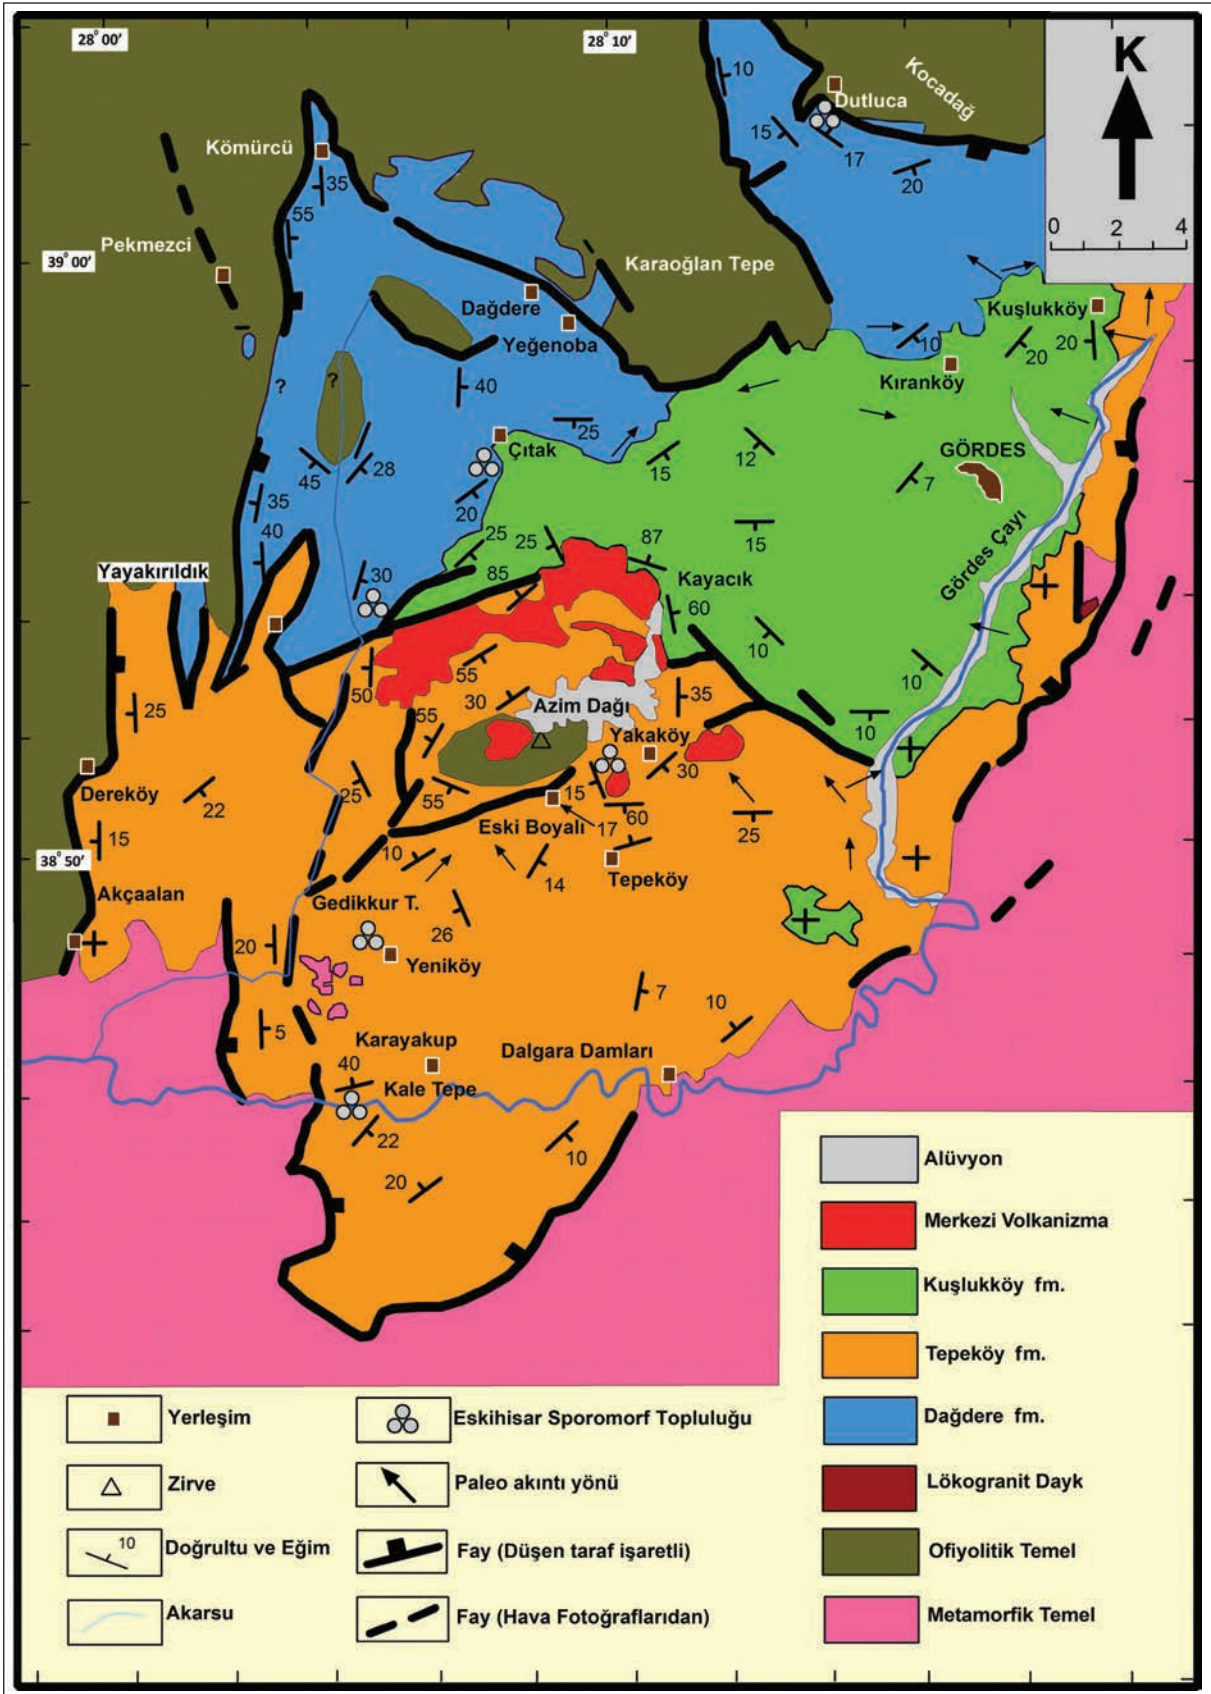 28° 00'
28° 10'
K
Kocadağ
10
Dutluca
15
17
20
Kömürcü
35
55
0 2 4
Pekmezci
39° 00'
Karaoğlan Tepe
Dağdere
Yeğenoba
Kuşlukköy
10
20
20
Kıranköy
?
?
40
25
Çıtak
15
12
GÖRDES
7
45
28
35
20
40
25
25
87
15
85
Kayacık
Gördes Çayı
Yayakırıldık
30
60
10
10
50
55
30
35
25
Azim Dağı
10
55
Yakaköy
Dereköy
22
25
55
15
30
60
25
Eski Boyalı
17
15
38° 50'
10
14
Tepeköy
Akçaalan
Gedikkur T.
26
20
Yeniköy
7
10
5
Karayakup
Dalgara Damları
40
Kale Tepe
22
10
20
Alüvyon
Merkezi Volkanizma
Kuşlukköy fm.
Tepeköy fm.
Dağdere fm.
Lökogranit Dayk
Ofiyolitik Temel
Metamorfik Temel
Yerleşim
Eskihisar Sporomorf Topluluğu
Zirve
Paleo akıntı yönü
10
Doğrultu ve Eğim
Fay (Düşen taraf işaretli)
Akarsu
Fay (Hava Fotoğraflarıdan)